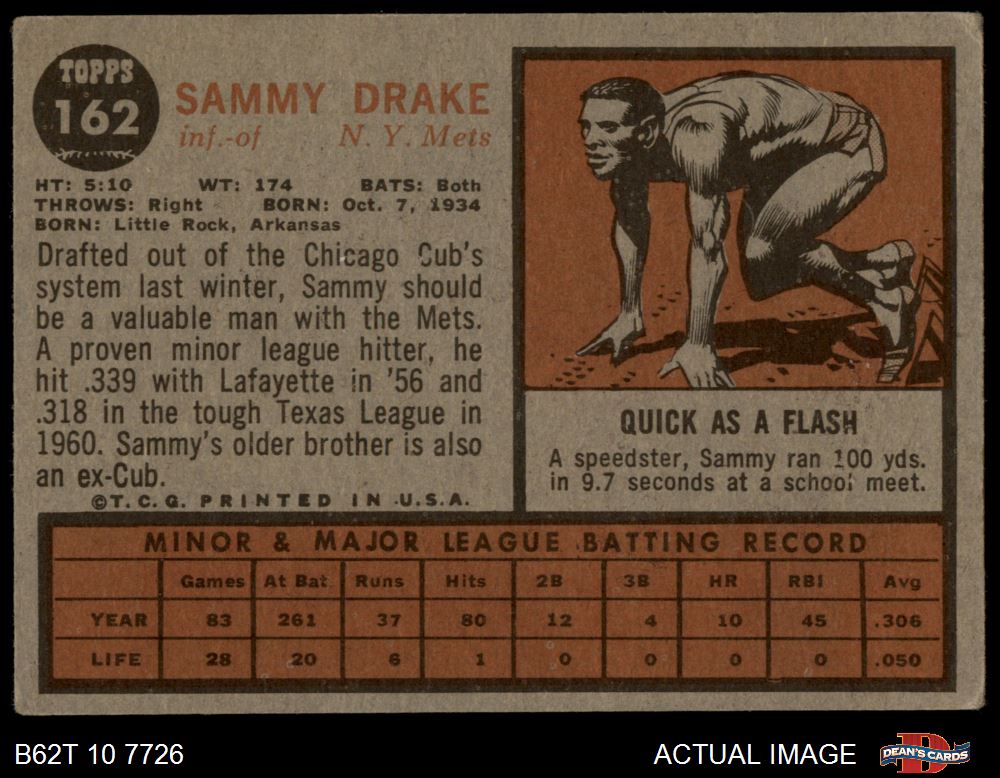 TOPPS
162
SAMMY DRAKE
inf.-of N. Y. Mets
HT: 5:10 WT: 174 BATS: Both
THROWS: Right BORN: Oct. 7, 1934
BORN: Little Rock, Arkansas
Drafted out of the Chicago Cub's
system last winter, Sammy should
be a valuable man with the Mets.
A proven minor league hitter, he
hit .339 with Lafayette in '56 and
.318 in the tough Texas League in
1960. Sammy's older brother is also
an ex-Cub.
©T. C. G. PRINTED IN U.S.A.
QUICK AS A FLASH
A speedster, Sammy ran 100 yds.
in 9.7 seconds at a school meet.
MINOR & MAJOR LEAGUE BATTING RECORD
Games At Bat Runs Hits 2B 3B HR RBI Avg
YEAR 83 261 37 80 12 4 10 45 .306
LIFE 28 20 6 1 0 0 0 0 .050
B62T 10 7726 ACTUAL IMAGE
DEAN'S CARDS